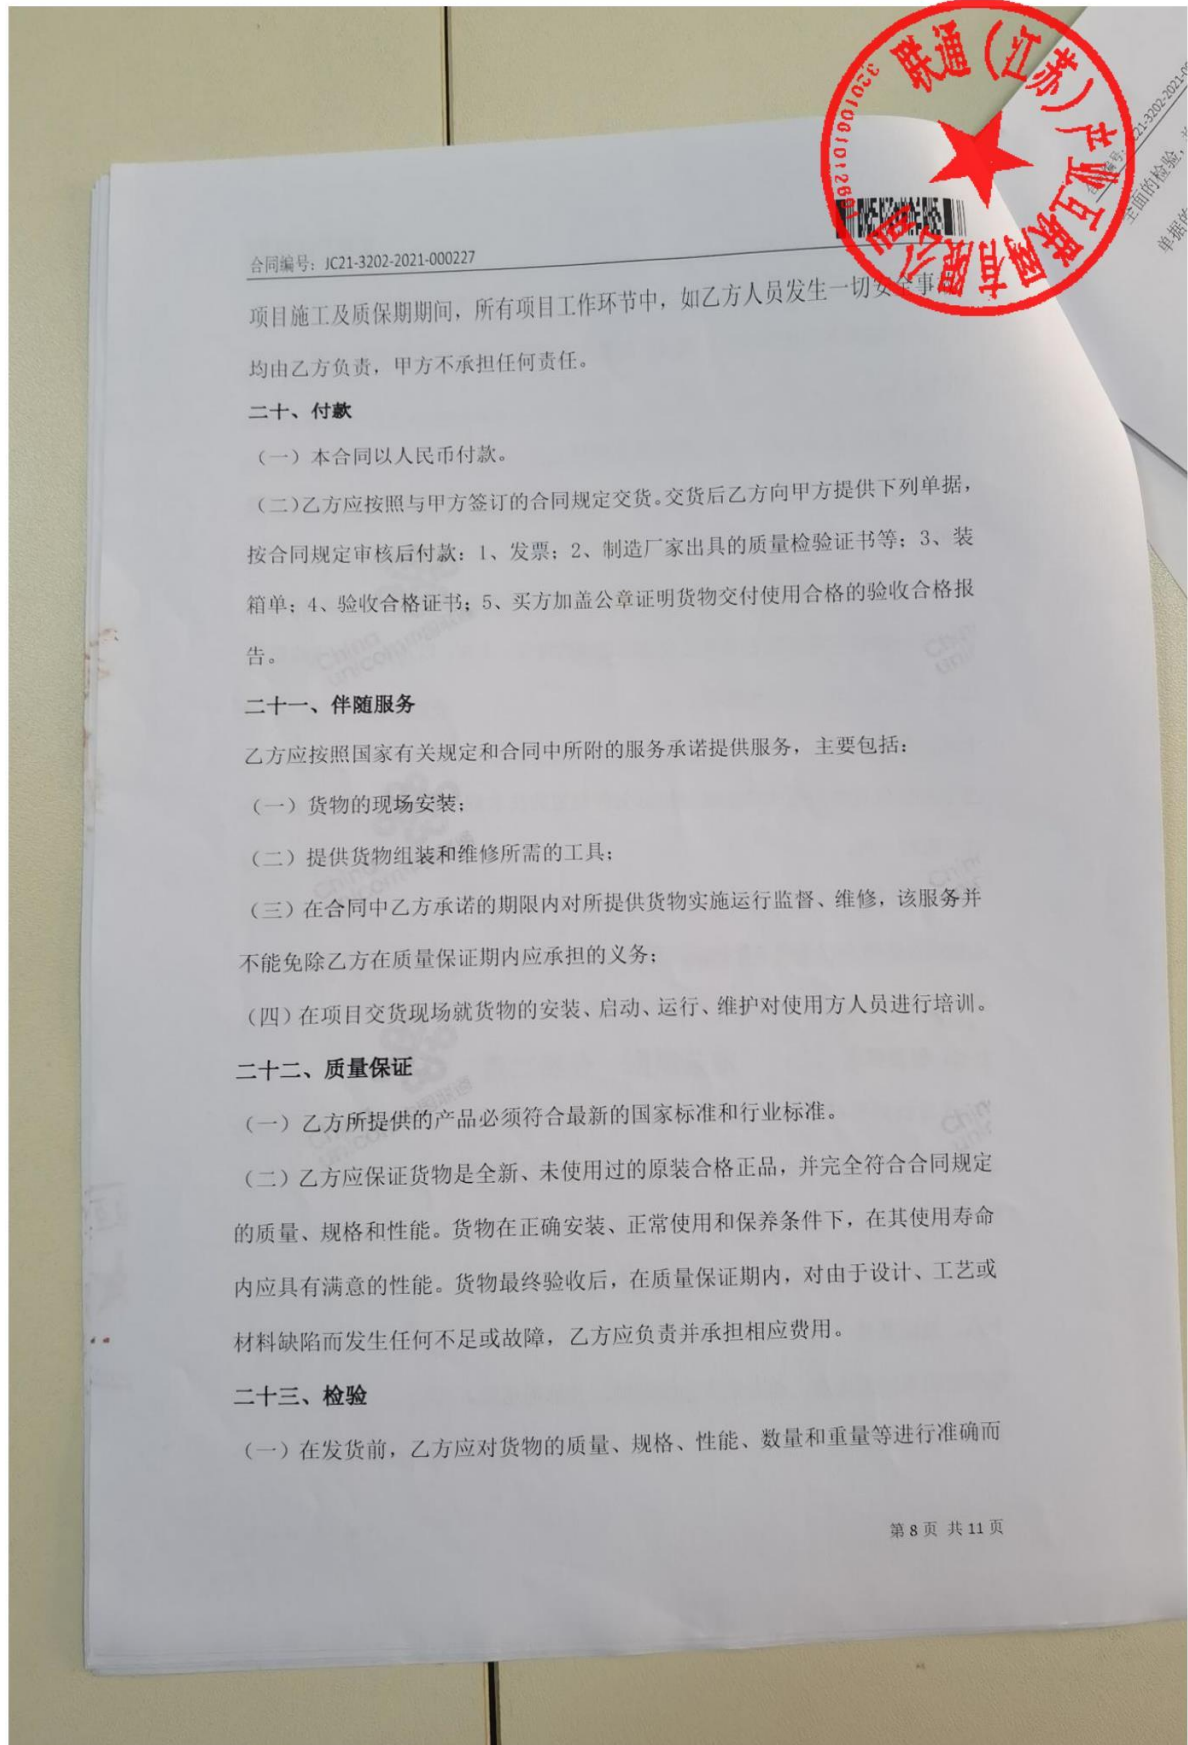 联通（江苏）产业互联网有限公司
合同编号：JC21-3202-2021-000227
项目施工及质保期期间，所有项目工作环节中，如乙方人员发生一切安全事
均由乙方负责，甲方不承担任何责任。
二十、付款
（一）本合同以人民币付款。
（二）乙方应按照与甲方签订的合同规定交货。交货后乙方向甲方提供下列单据，
按合同规定审核后付款：1、发票；2、制造厂家出具的质量检验证书等；3、装
箱单；4、验收合格证书；5、买方加盖公章证明货物交付使用合格的验收合格报
告。
二十一、伴随服务
乙方应按照国家有关规定和合同中所附的服务承诺提供服务，主要包括：
（一）货物的现场安装；
（二）提供货物组装和维修所需的工具；
（三）在合同中乙方承诺的期限内对所提供货物实施运行监督、维修，该服务并
不能免除乙方在质量保证期内应承担的义务；
（四）在项目交货现场就货物的安装、启动、运行、维护对使用方人员进行培训。
二十二、质量保证
（一）乙方所提供的产品必须符合最新的国家标准和行业标准。
（二）乙方应保证货物是全新、未使用过的原装合格正品，并完全符合合同规定
的质量、规格和性能。货物在正确安装、正常使用和保养条件下，在其使用寿命
内应具有满意的性能。货物最终验收后，在质量保证期内，对由于设计、工艺或
材料缺陷而发生任何不足或故障，乙方应负责并承担相应费用。
二十三、检验
（一）在发货前，乙方应对货物的质量、规格、性能、数量和重量等进行准确而
第 8 页 共 11 页